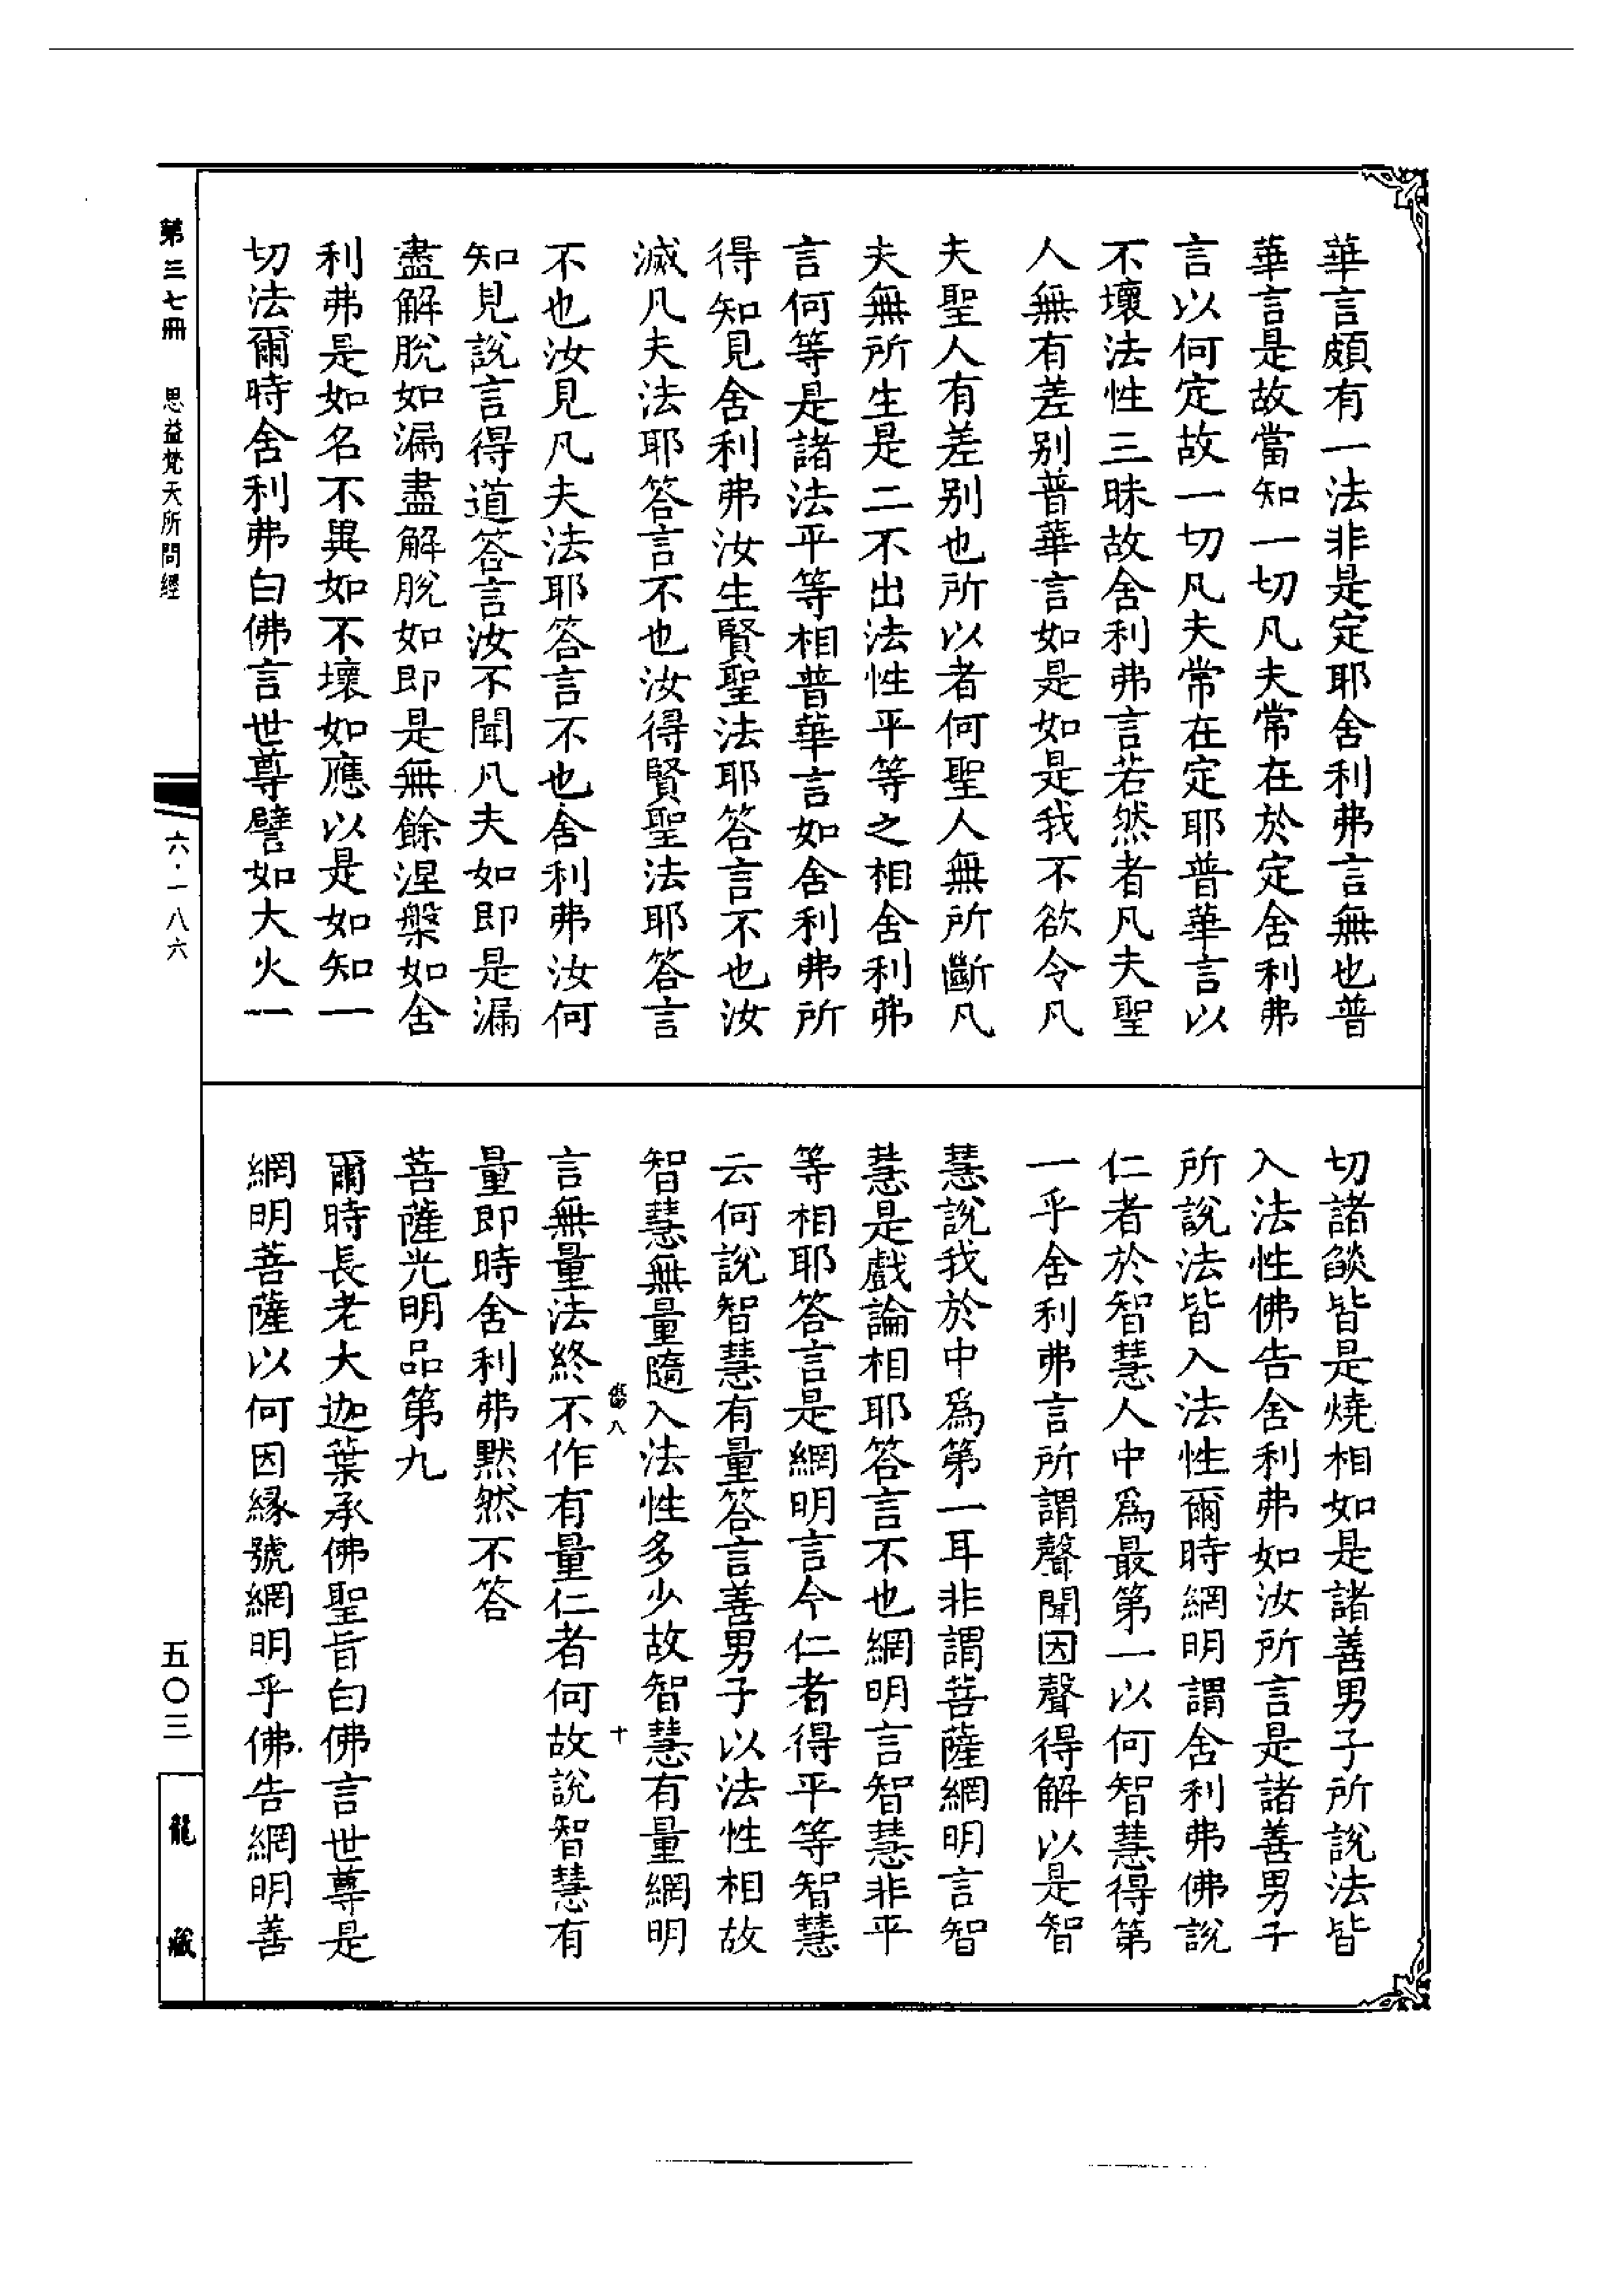 華言頗有一法非是定耶舍利弗言無也普
華言是故當知一切凡夫常在於定舍利弗
言以何定故一切凡夫常在定耶普華言以
不壞法性三昧故舍利弗言若然者凡夫聖
人無有差别普華言如是如是我不欲令凡
夫聖人有差别也所以者何聖人無所斷凡
夫無所生是二不出法性平等之相舍利弗
言何等是諸法平等相普華言如舍利弗所
得知見舍利弗汝生賢聖法耶答言不也汝
滅凡夫法耶答言不也汝得賢聖法耶答言
不也汝見凡夫法耶答言不也舍利弗汝何
知見說言得道答言汝不聞凡夫如即是漏
盡解脫如漏盡解脫如即是無餘涅槃如舍
利弗是如名不異如不壞如應以是如知一
切法爾時舍利弗白佛言世尊譬如大火一
切諸燄皆是燒相如是諸善男子所說法皆
入法性佛告舍利弗如汝所言是諸善男子
所說法皆入法性爾時網明謂舍利弗佛說
仁者於智慧人中爲最第一以何智慧得第
一乎舍利弗言所謂聲聞因聲得解以是智
慧說我於中爲第一耳非謂菩薩網明言智
慧是戲論相耶答言不也網明言智慧非平
等相耶答言是網明言今仁者得平等智慧
云何說智慧有量答言善男子以法性相故
智慧無量隨入法性多少故智慧有量網明
八 十
言無量法終不作有量仁者何故說智慧有
量即時舍利弗默然不答
菩薩光明品第九
爾時長老大迦葉承佛聖旨白佛言世尊是
網明菩薩以何因緣號網明乎佛告網明善
第三七冊 思益梵天所問經
六·一八六
五〇三
龍藏